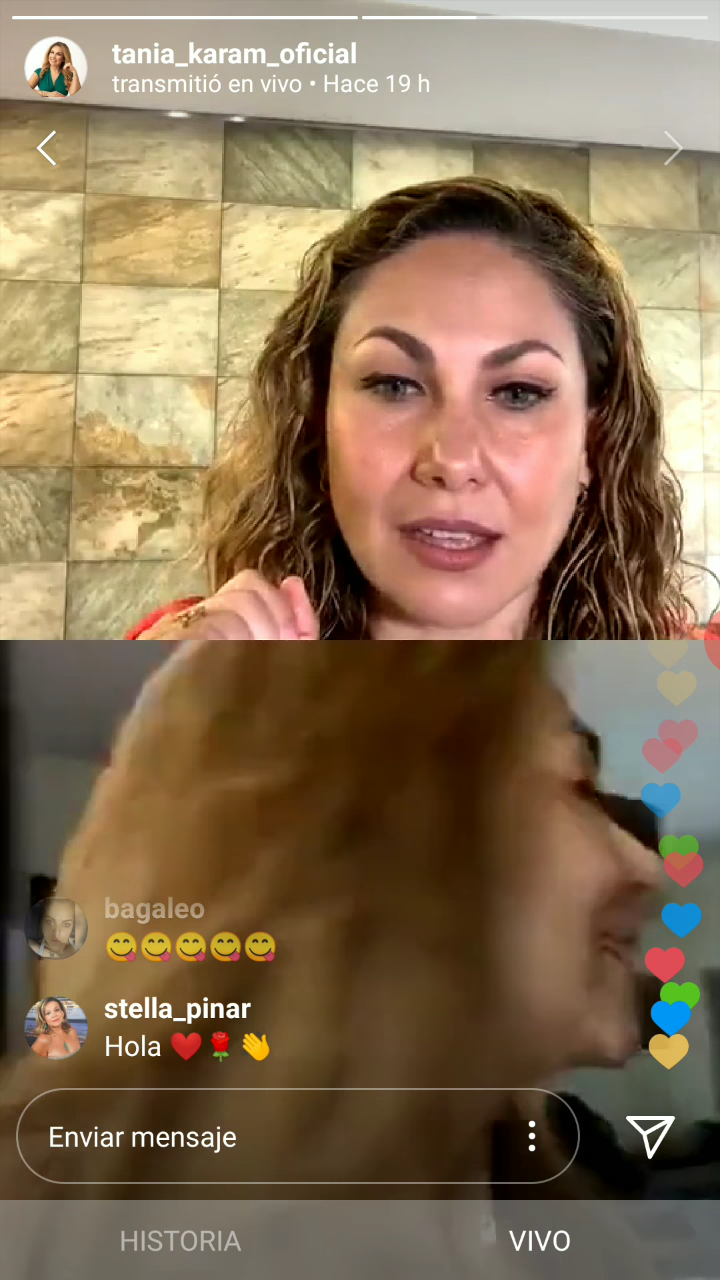 tania_karam_oficial
transmitió en vivo • Hace 19 h
bagaleo
😋😋😋😋😋
stella_pinar
Hola ❤️🌹👋
Enviar mensaje
HISTORIA
VIVO